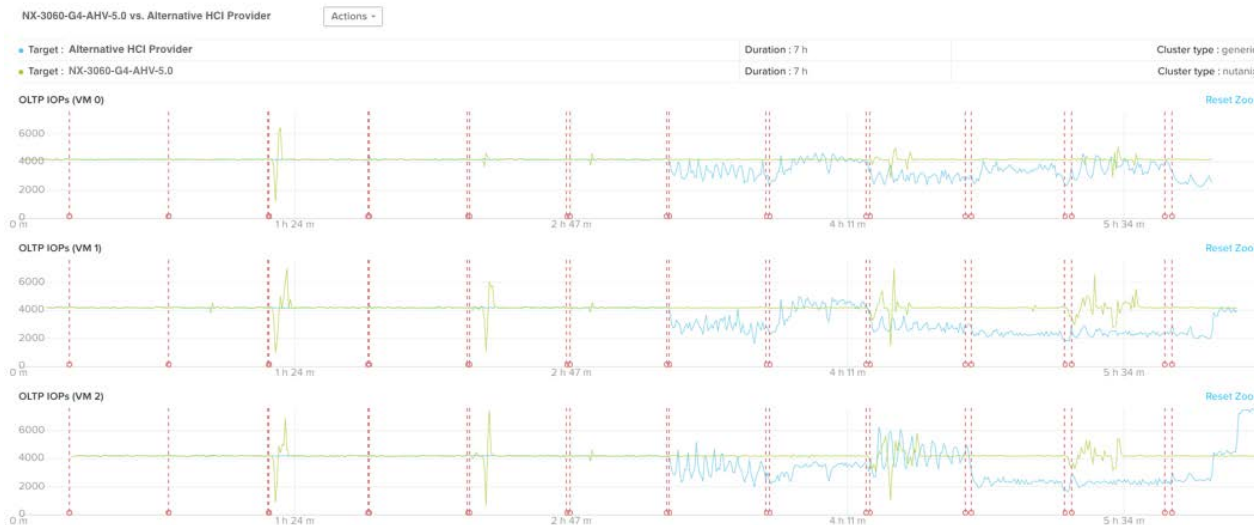 NX-3060-G4-AHV-5.0 vs. Alternative HCI Provider Actions
Target : Alternative HCI Provider Duration : 7 h Cluster type : generic
Target : NX-3060-G4-AHV-5.0 Duration : 7 h Cluster type : nutanix
OLTP IOPs (VM 0) Reset Zoo
6000
4000
2000
0
0 m 1 h 24 m 2 h 47 m 4 h 11 m 5 h 34 m
OLTP IOPs (VM 1) Reset Zoo
6000
4000
2000
0
0 m 1 h 24 m 2 h 47 m 4 h 11 m 5 h 34 m
OLTP IOPs (VM 2) Reset Zoo
6000
4000
2000
0
0 m 1 h 24 m 2 h 47 m 4 h 11 m 5 h 34 m